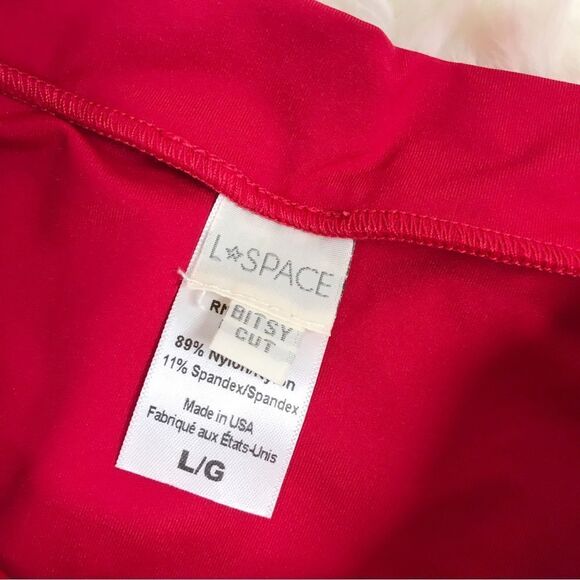 L☆SPACE
RN
BITSY
CUT
89% Nylon/Nylon
11% Spandex/Spandex
Made in USA
Fabriqué aux États-Unis
L/G